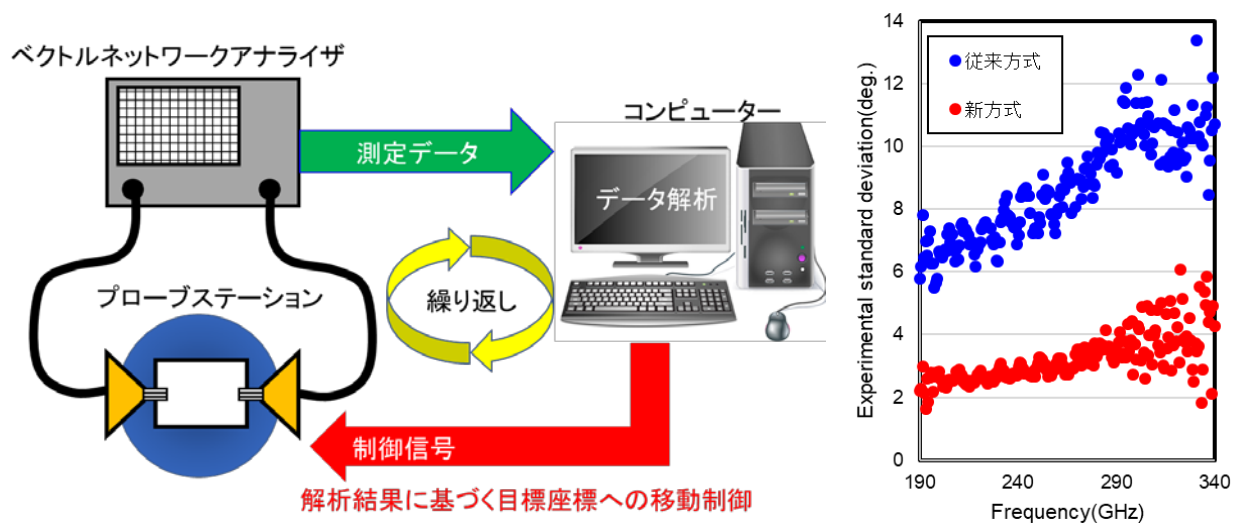 ベクトルネットワークアナライザ
測定データ
コンピューター
データ解析
繰り返し
プローブステーション
制御信号
解析結果に基づく目標座標への移動制御
Experimental standard deviation(deg.)
14
12
10
8
6
4
2
0
従来方式
新方式
190
240
290
340
Frequency(GHz)